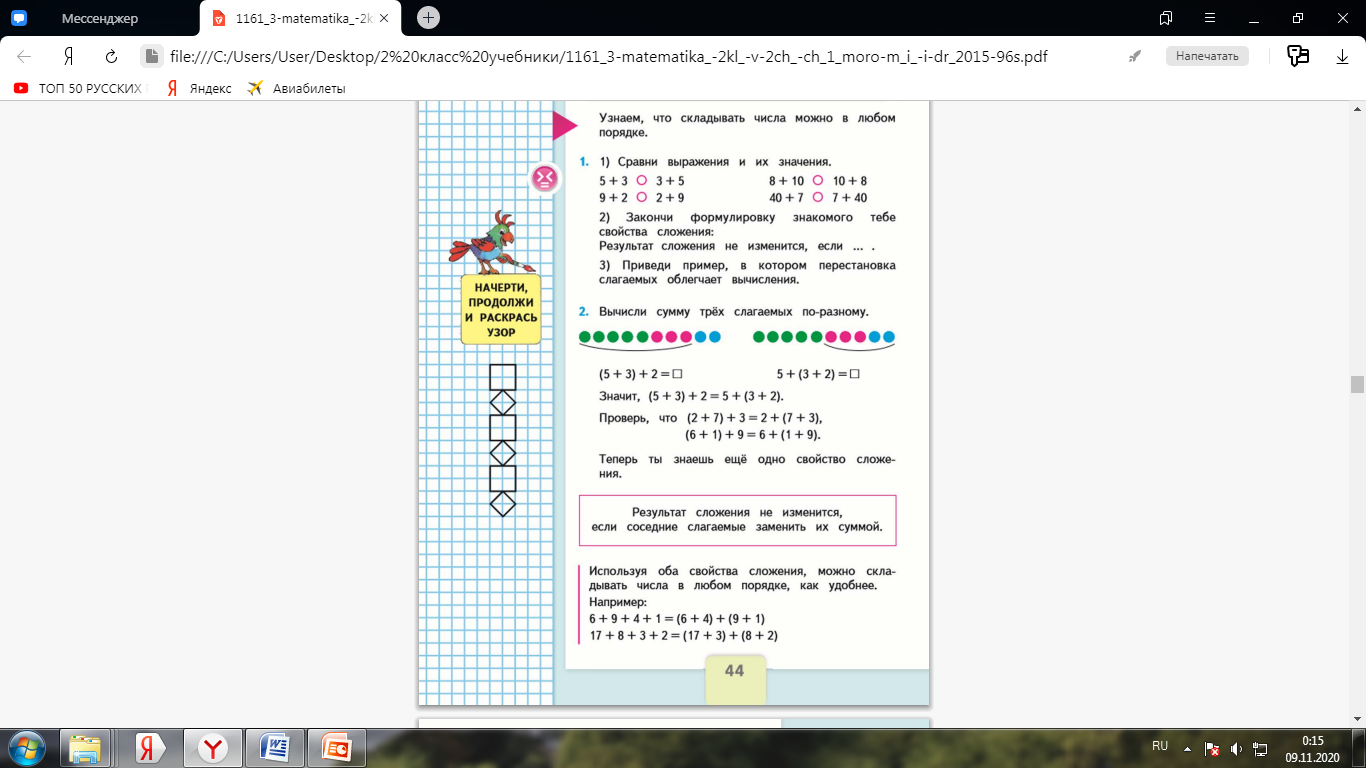 Мессенджер
1161_3-matematika_-2k
file:///C:/Users/User/Desktop/2%20класс%20учебники/1161_3-matematika_-2kl_-v-2ch_-ch_1_moro-m_i_-i-dr_2015-96s.pdf
Напечатать
ТОП 50 РУССКИХ
Яндекс
Авиабилеты
Узнаем, что складывать числа можно в любом
порядке.
1. 1) Сравни выражения и их значения.
5 + 3 ○ 3 + 5 8 + 10 ○ 10 + 8
9 + 2 ○ 2 + 9 40 + 7 ○ 7 + 40
2) Закончи формулировку знакомого тебе
свойства сложения:
Результат сложения не изменится, если ... .
3) Приведи пример, в котором перестановка
слагаемых облегчает вычисления.
НАЧЕРТИ,
ПРОДОЛЖИ
И РАСКРАСЬ
УЗОР
2. Вычисли сумму трёх слагаемых по-разному.
(5 + 3) + 2 = □ 5 + (3 + 2) = □
Значит, (5 + 3) + 2 = 5 + (3 + 2).
Проверь, что (2 + 7) + 3 = 2 + (7 + 3),
(6 + 1) + 9 = 6 + (1 + 9).
Теперь ты знаешь ещё одно свойство сложе-
ния.
Результат сложения не изменится,
если соседние слагаемые заменить их суммой.
Используя оба свойства сложения, можно скла-
дывать числа в любом порядке, как удобнее.
Например:
6 + 9 + 4 + 1 = (6 + 4) + (9 + 1)
17 + 8 + 3 + 2 = (17 + 3) + (8 + 2)
44
RU
0:15
09.11.2020